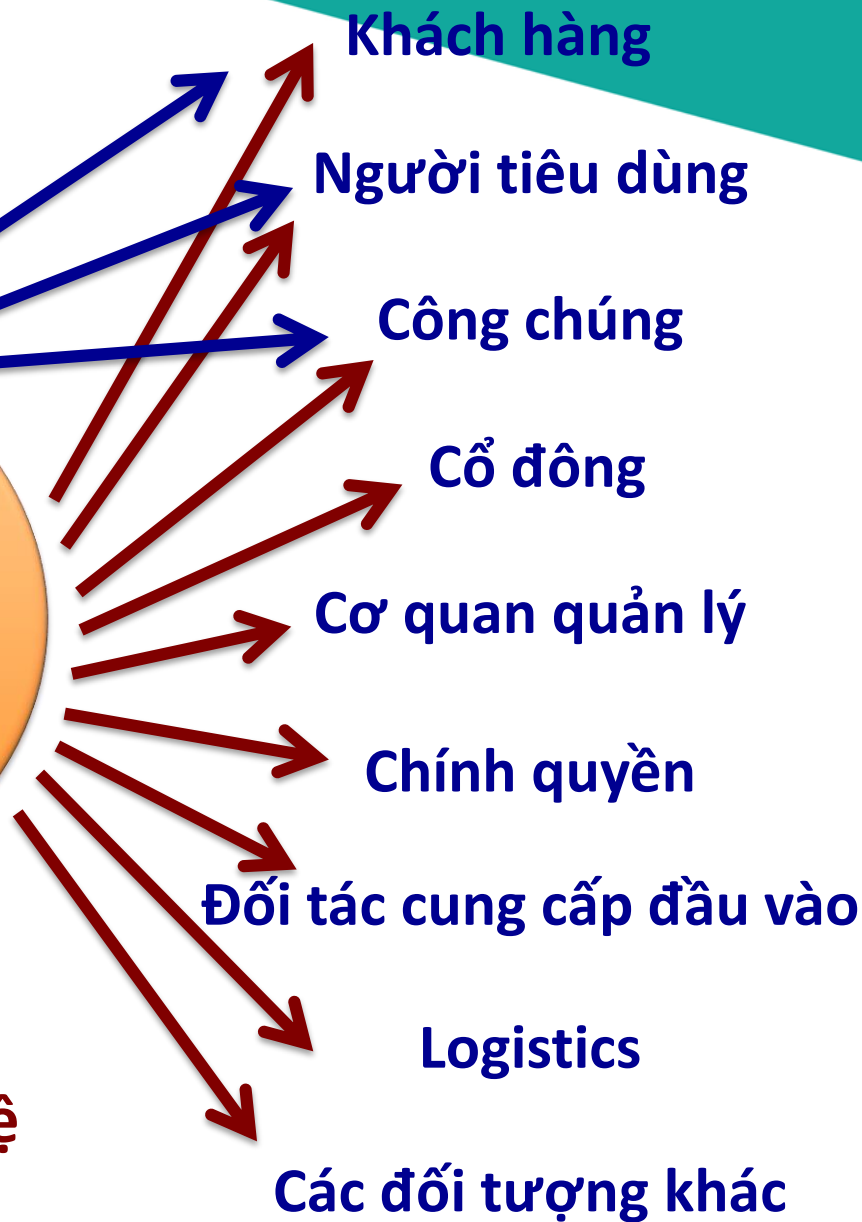 Khách hàng
Người tiêu dùng
Công chúng
Cổ đông
Cơ quan quản lý
Chính quyền
Đối tác cung cấp đầu vào
Logistics
Các đối tượng khác